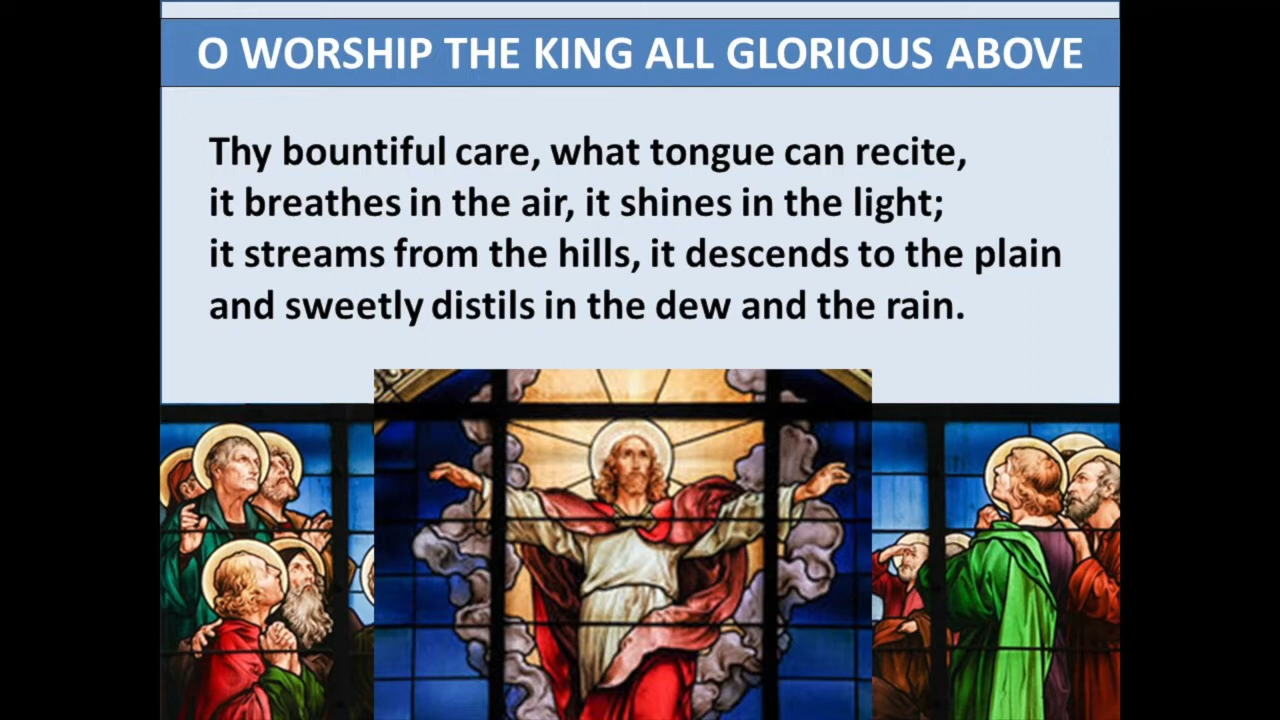 O WORSHIP THE KING ALL GLORIOUS ABOVE
Thy bountiful care, what tongue can recite,
it breathes in the air, it shines in the light;
it streams from the hills, it descends to the plain
and sweetly distils in the dew and the rain.